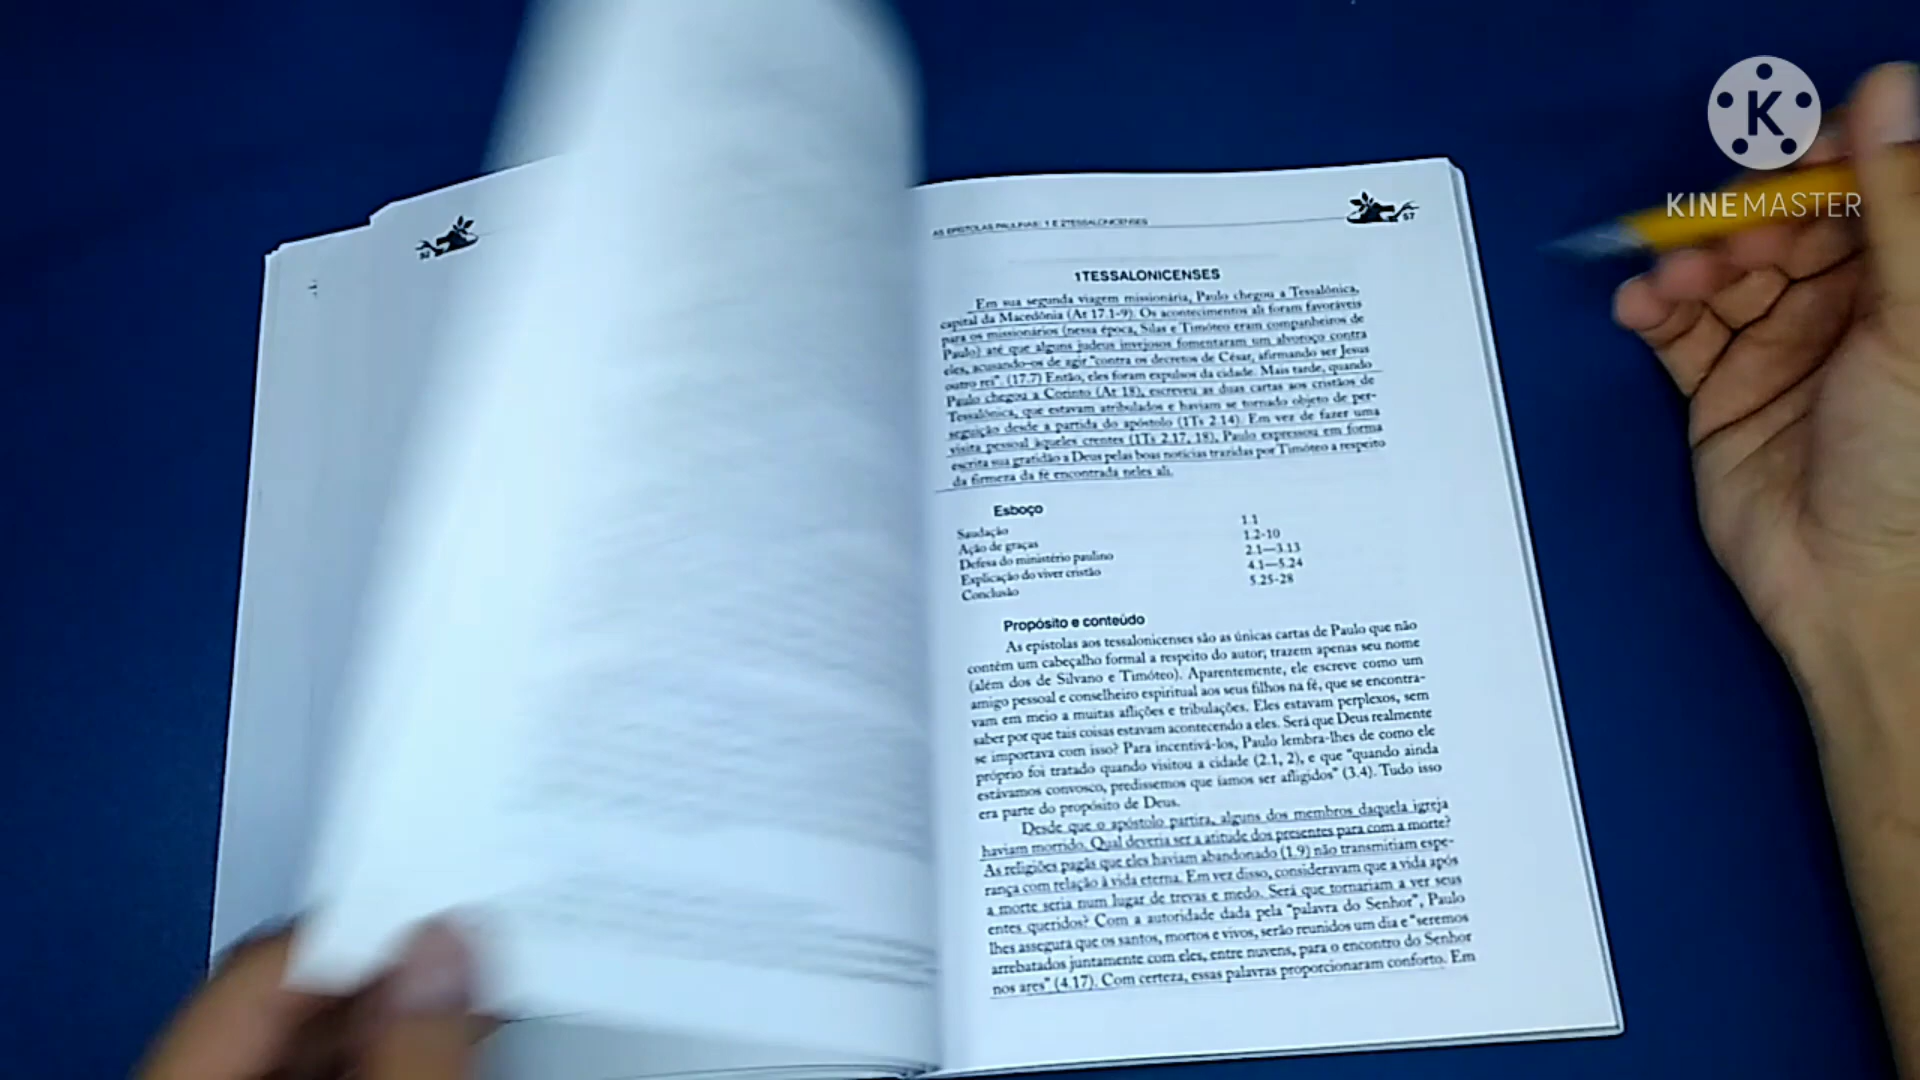 52
AS EPÍSTOLAS PAULINAS: 1 E 2TESSALONICENSES
57
1TESSALONICENSES
Em sua segunda viagem missionária, Paulo chegou a Tessalônica,
capital da Macedônia (At 17.1-9). Os acontecimentos ali foram favoráveis
para os missionários (nessa época, Silas e Timóteo eram companheiros de
Paulo) até que alguns judeus invejosos fomentaram um alvoroço contra
eles, acusando-os de agir "contra os decretos de César, afirmando ser Jesus
outro rei". (17.7) Então, eles foram expulsos da cidade. Mais tarde, quando
Paulo chegou a Corinto (At 18), escreveu as duas cartas aos cristãos de
Tessalônica, que estavam atribulados e haviam se tornado objeto de per-
seguição desde a partida do apóstolo (1Ts 2.14). Em vez de fazer uma
visita pessoal àqueles crentes (1Ts 2.17, 18), Paulo expressou em forma
escrita sua gratidão a Deus pelas boas notícias trazidas por Timóteo a respeito
da firmeza da fé encontrada neles ali.
Esboço
Saudação 1.1
Ação de graças 1.2-10
Defesa do ministério paulino 2.1—3.13
Explicação do viver cristão 4.1—5.24
Conclusão 5.25-28
Propósito e conteúdo
As epístolas aos tessalonicenses são as únicas cartas de Paulo que não
contêm um cabeçalho formal a respeito do autor; trazem apenas seu nome
(além dos de Silvano e Timóteo). Aparentemente, ele escreve como um
amigo pessoal e conselheiro espiritual aos seus filhos na fé, que se encontra-
vam em meio a muitas aflições e tribulações. Eles estavam perplexos, sem
saber por que tais coisas estavam acontecendo a eles. Será que Deus realmente
se importava com isso? Para incentivá-los, Paulo lembra-lhes de como ele
próprio foi tratado quando visitou a cidade (2.1, 2), e que "quando ainda
estávamos convosco, predissemos que íamos ser afligidos" (3.4). Tudo isso
era parte do propósito de Deus.
Desde que o apóstolo partira, alguns dos membros daquela igreja
haviam morrido. Qual deveria ser a atitude dos presentes para com a morte?
As religiões pagãs que eles haviam abandonado (1.9) não transmitiam espe-
rança com relação à vida eterna. Em vez disso, consideravam que a vida após
a morte seria num lugar de trevas e medo. Será que tornariam a ver seus
entes queridos? Com a autoridade dada pela "palavra do Senhor", Paulo
lhes assegura que os santos, mortos e vivos, serão reunidos um dia e "seremos
arrebatados juntamente com eles, entre nuvens, para o encontro do Senhor
nos ares" (4.17). Com certeza, essas palavras proporcionaram conforto. Em
K
KINEMASTER